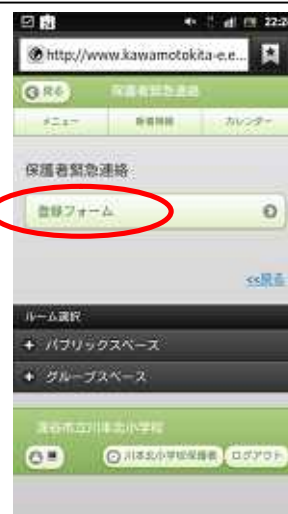 22:2
http://www.kawamotokita-e.e...
戻る 保護者緊急連絡
メニュー 新着情報 カレンダー
保護者緊急連絡
登録フォーム
<<戻る
ルーム選択
+ パブリックスペース
+ グループスペース
深谷市立川本北小学校
川本北小学校保護者 ログアウト